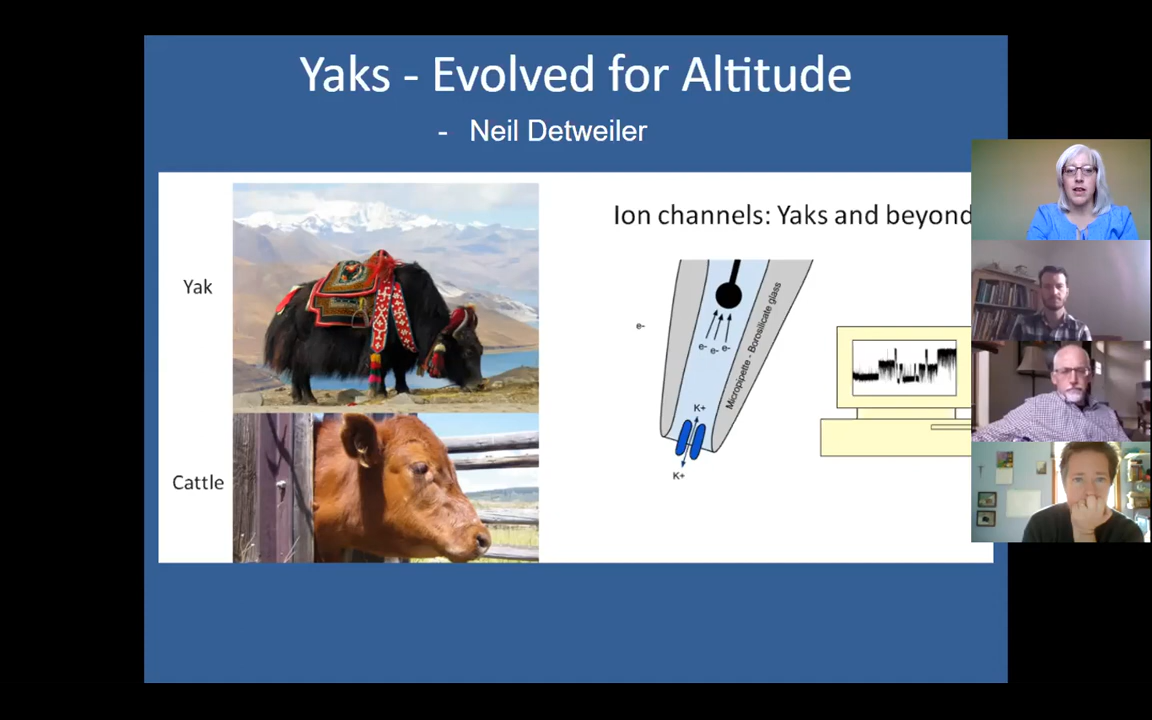 Yaks - Evolved for Altitude
- Neil Detweiler
Yak
Cattle
Ion channels: Yaks and beyond
e-
e- e- e-
Micropipette - Borosilicate glass
K+
K+